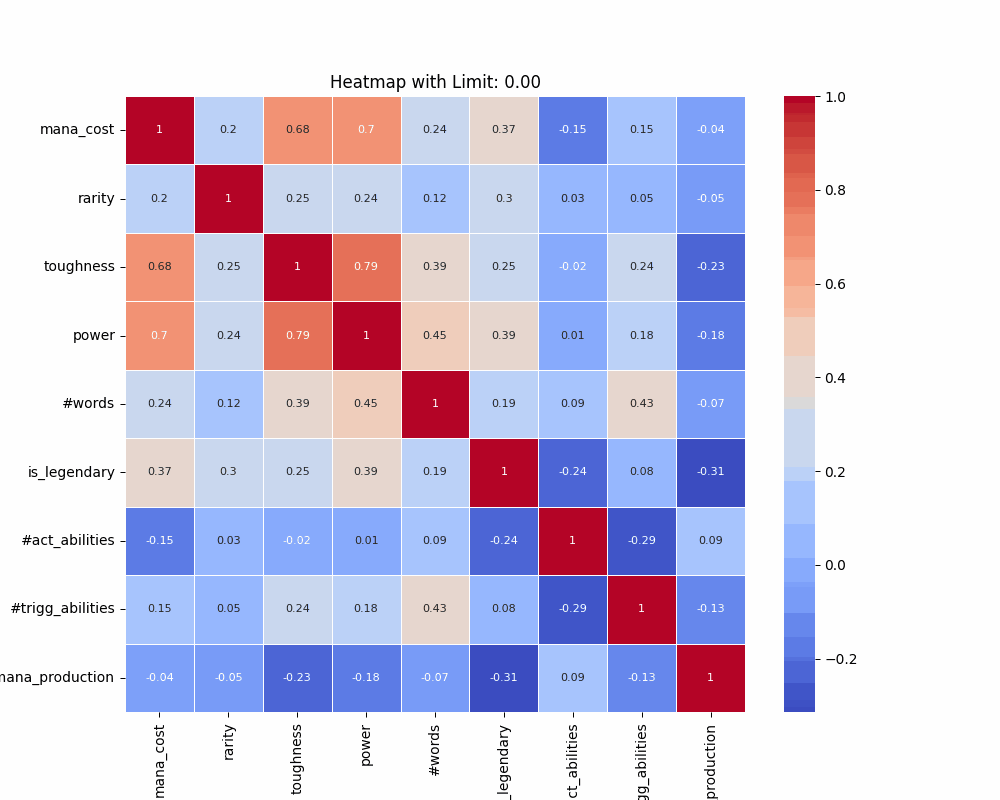 Heatmap with Limit: 0.00
mana_cost 1 0.2 0.68 0.7 0.24 0.37 -0.15 0.15 -0.04
rarity 0.2 1 0.25 0.24 0.12 0.3 0.03 0.05 -0.05
toughness 0.68 0.25 1 0.79 0.39 0.25 -0.02 0.24 -0.23
power 0.7 0.24 0.79 1 0.45 0.39 0.01 0.18 -0.18
#words 0.24 0.12 0.39 0.45 1 0.19 0.09 0.43 -0.07
is_legendary 0.37 0.3 0.25 0.39 0.19 1 -0.24 0.08 -0.31
#act_abilities -0.15 0.03 -0.02 0.01 0.09 -0.24 1 -0.29 0.09
#trigg_abilities 0.15 0.05 0.24 0.18 0.43 0.08 -0.29 1 -0.13
mana_production -0.04 -0.05 -0.23 -0.18 -0.07 -0.31 0.09 -0.13 1
mana_cost
rarity
toughness
power
#words
_legendary
ct_abilities
gg_abilities
production
1.0
0.8
0.6
0.4
0.2
0.0
−0.2